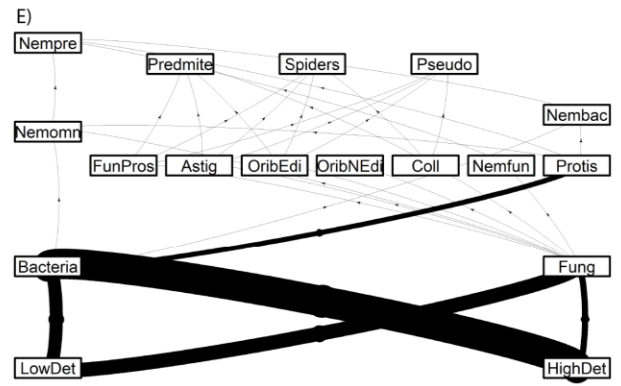 E)
Nempre
Predmite Spiders Pseudo
Nembac
Nemomn
FunPros Astig OribEdi OribNEdi Coll Nemfun Protis
Bacteria Fung
LowDet HighDet